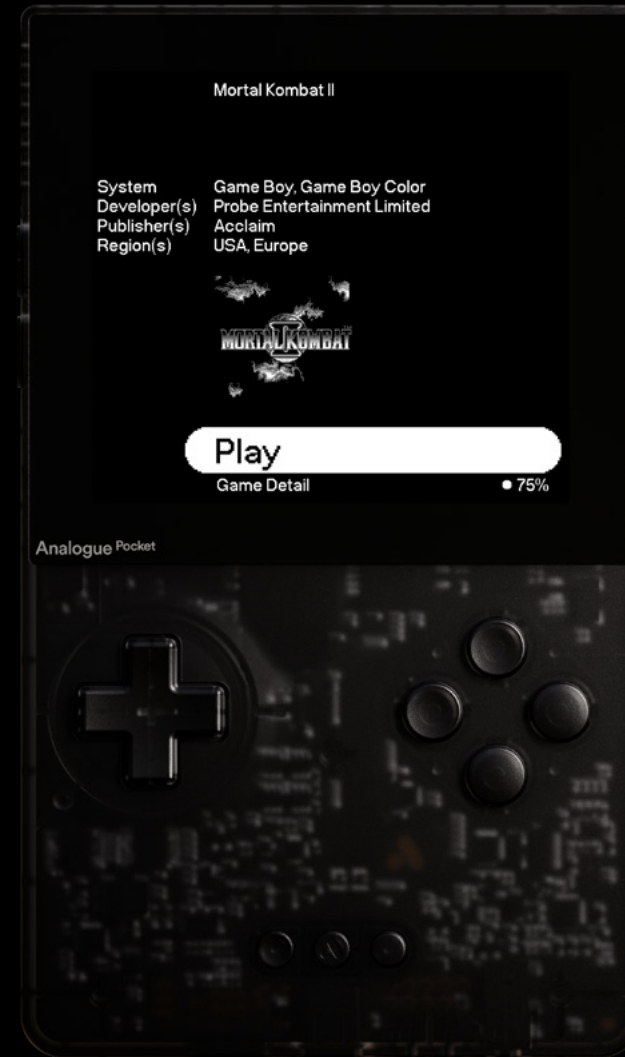 Mortal Kombat II
System Game Boy, Game Boy Color
Developer(s) Probe Entertainment Limited
Publisher(s) Acclaim
Region(s) USA, Europe
MORTAL KOMBAT
II
Play
Game Detail 75%
Analogue Pocket